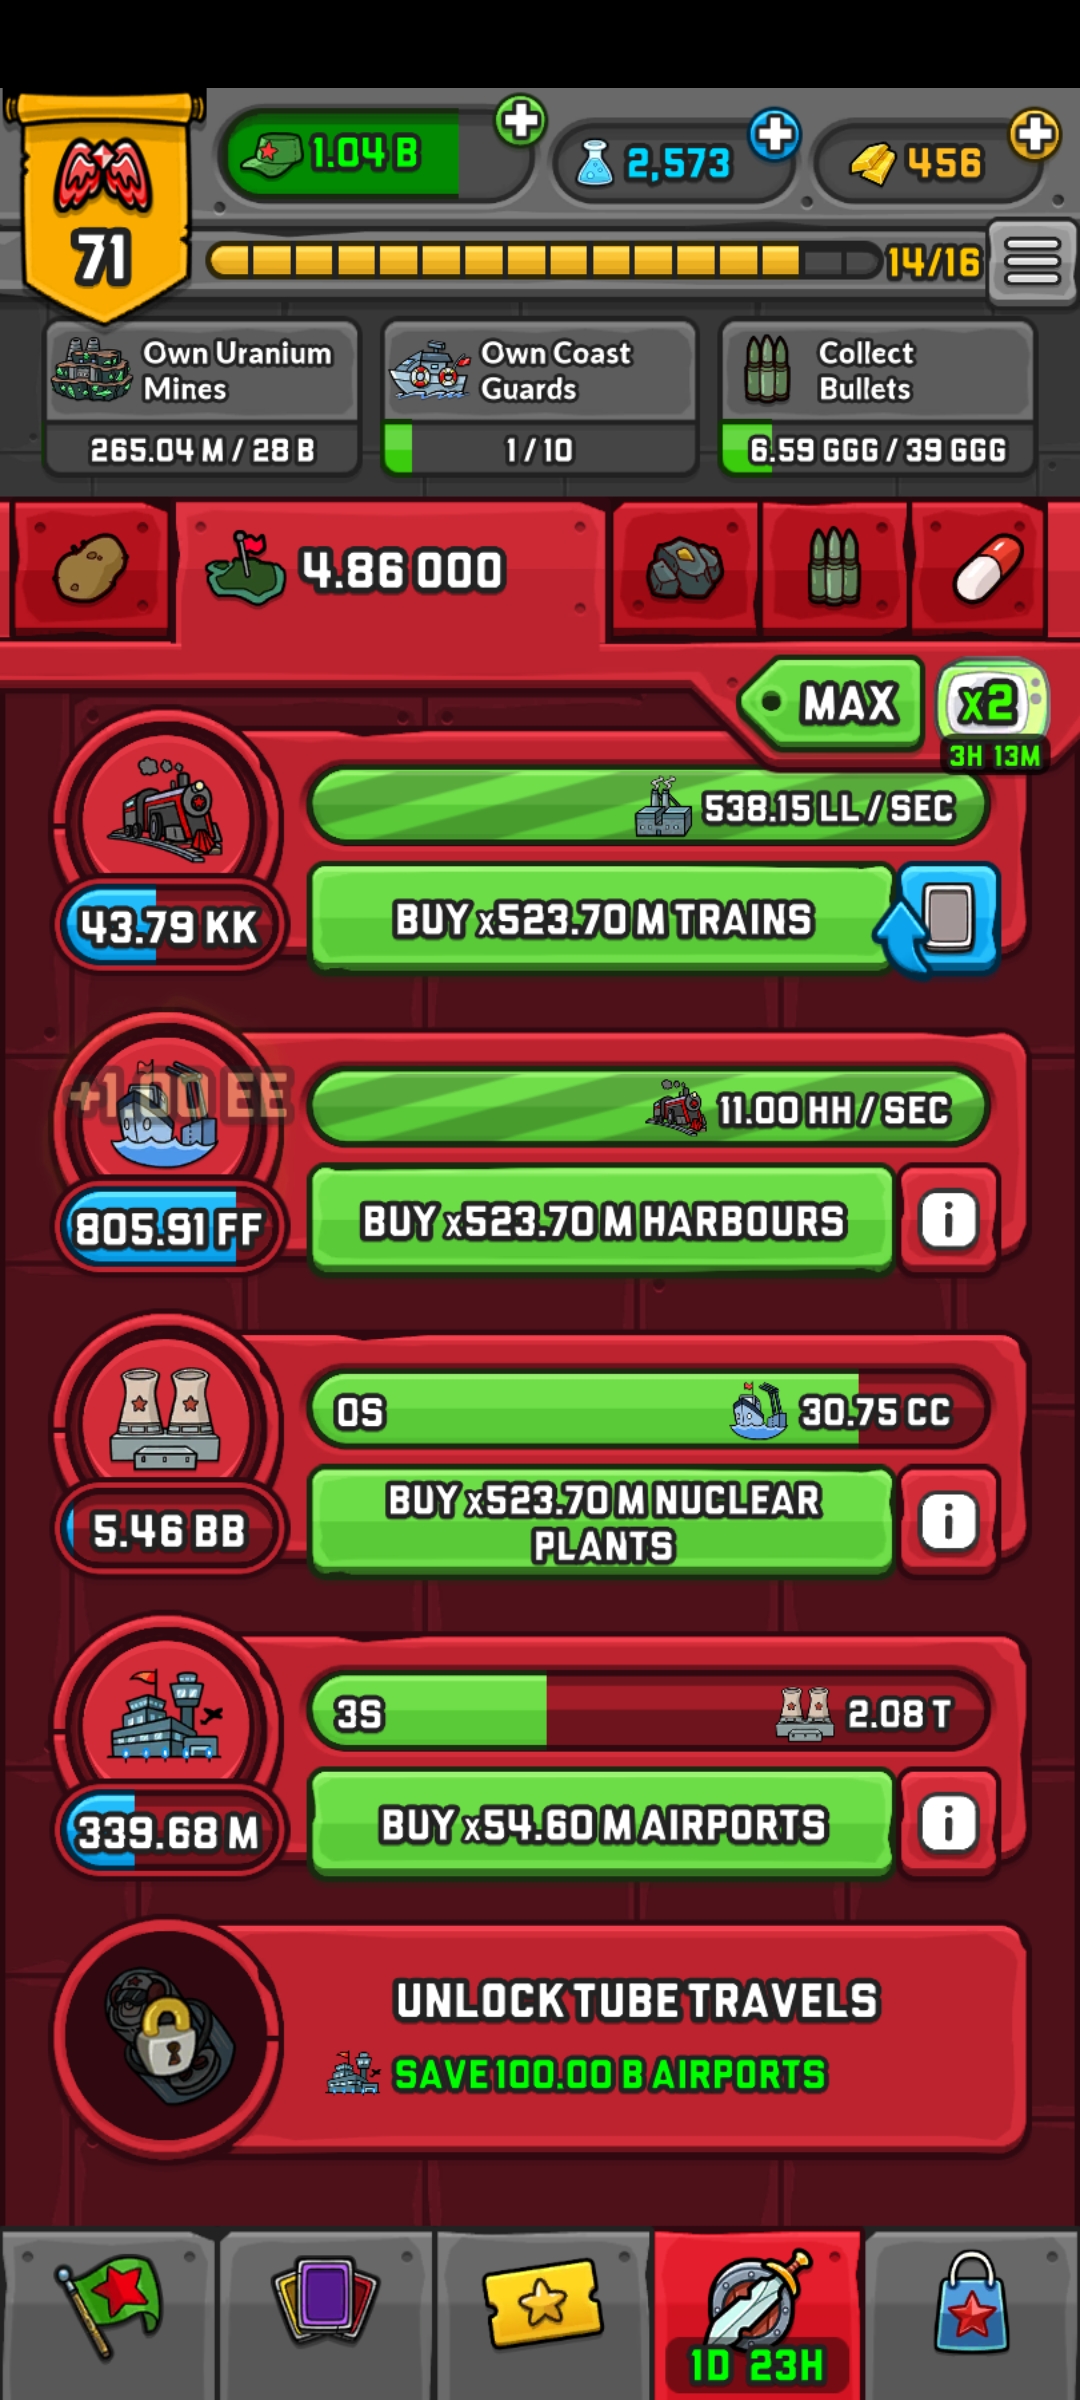 71
1.04 B
2,573
456
14/16
Own Uranium
Mines
265.04 M / 28 B
Own Coast
Guards
1 / 10
Collect
Bullets
6.59 GGG / 39 GGG
4.86 OOO
MAX
x2
3H 13M
538.15 LL / SEC
43.79 KK
BUY x523.70 M TRAINS
+1.00 EE
11.00 HH / SEC
805.91 FF
BUY x523.70 M HARBOURS
i
0S
30.75 CC
5.46 BB
BUY x523.70 M NUCLEAR
PLANTS
i
3S
2.08 T
339.68 M
BUY x54.60 M AIRPORTS
i
UNLOCK TUBE TRAVELS
SAVE 100.00 B AIRPORTS
1D 23H